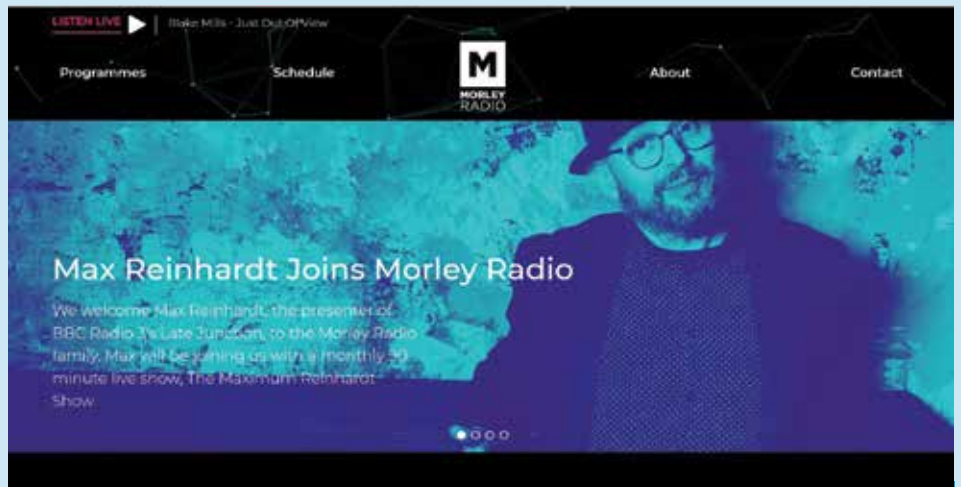 LISTEN LIVE
Blake Mills - Just Out Of View
Programmes
Schedule
M
MORLEY
RADIO
About
Contact
Max Reinhardt Joins Morley Radio
We welcome Max Reinhardt, the presenter of
BBC Radio 3's Late Junction, to the Morley Radio
family. Max will be joining us with a monthly 90
minute live show, The Maximum Reinhardt
Show